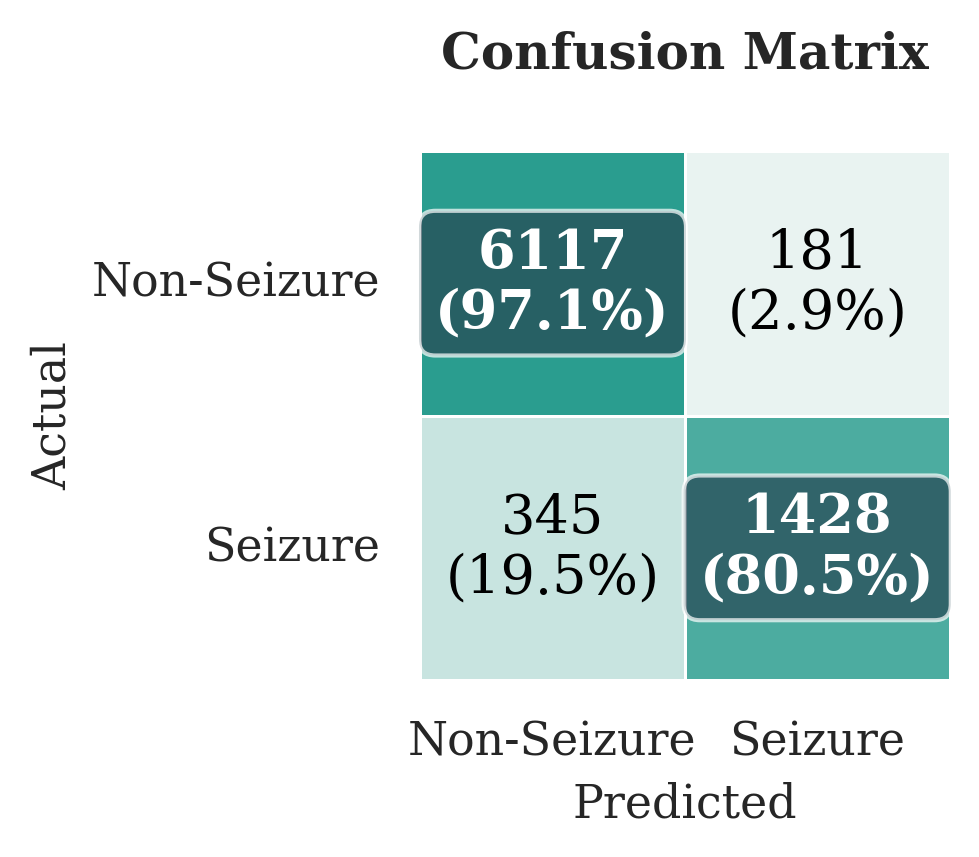 Confusion Matrix
Actual
Non-Seizure
6117
(97.1%)
181
(2.9%)
Seizure
345
(19.5%)
1428
(80.5%)
Non-Seizure Seizure
Predicted